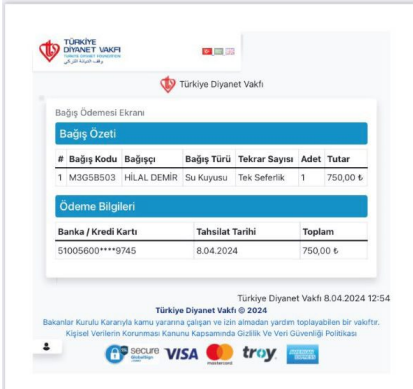 TÜRKİYE
DİYANET VAKFI
Türkiye Diyanet Vakfı
Bağış Ödemesi Ekranı
Bağış Özeti
# Bağış Kodu Bağışçı Bağış Türü Tekrar Sayısı Adet Tutar
1 M3G5B503 HİLAL DEMİR Su Kuyusu Tek Seferlik 1 750,00 ₺
Ödeme Bilgileri
Banka / Kredi Kartı Tahsilat Tarihi Toplam
51005600****9745 8.04.2024 750,00 ₺
Türkiye Diyanet Vakfı 8.04.2024 12:54
Türkiye Diyanet Vakfı © 2024
Bakanlar Kurulu Kararıyla kamu yararına çalışan ve izin almadan yardım toplayabilen bir vakıftır.
Kişisel Verilerin Korunması Kanunu Kapsamında Gizlilik Ve Veri Güvenliği Politikası
secure GlobalSign VISA mastercard troy